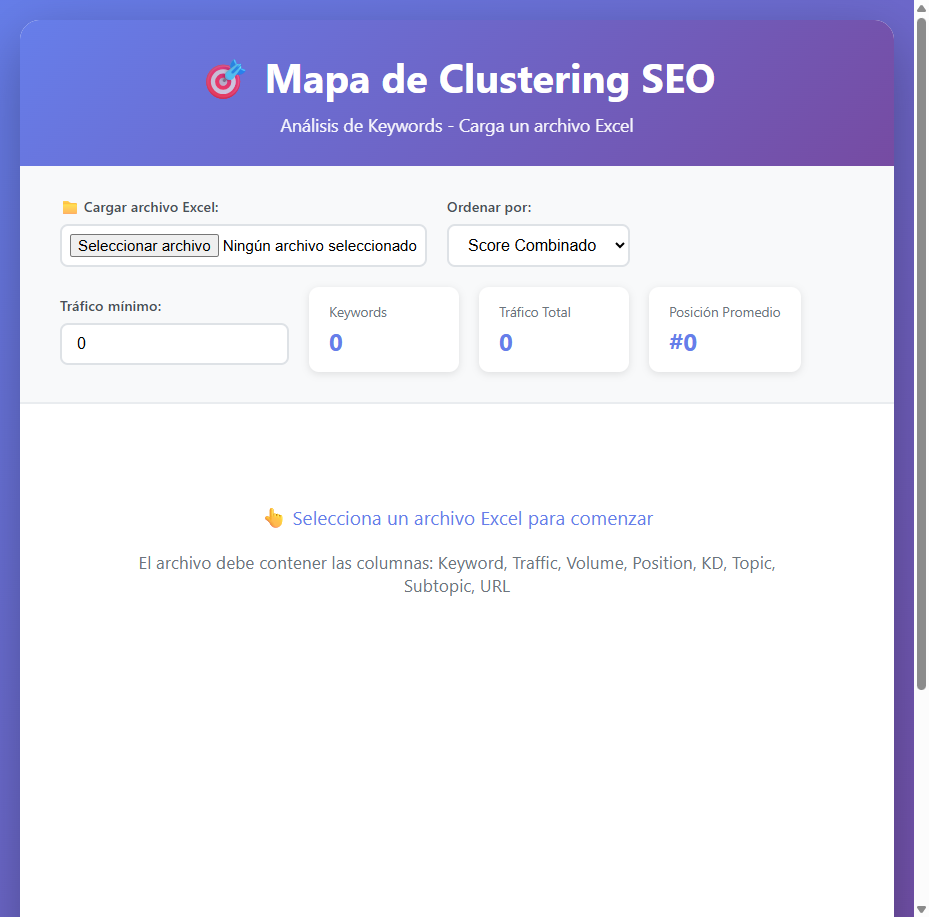 Mapa de Clustering SEO
Análisis de Keywords - Carga un archivo Excel
Cargar archivo Excel:
Seleccionar archivo Ningún archivo seleccionado
Ordenar por:
Score Combinado
Tráfico mínimo:
0
Keywords
0
Tráfico Total
0
Posición Promedio
#0
Selecciona un archivo Excel para comenzar
El archivo debe contener las columnas: Keyword, Traffic, Volume, Position, KD, Topic,
Subtopic, URL